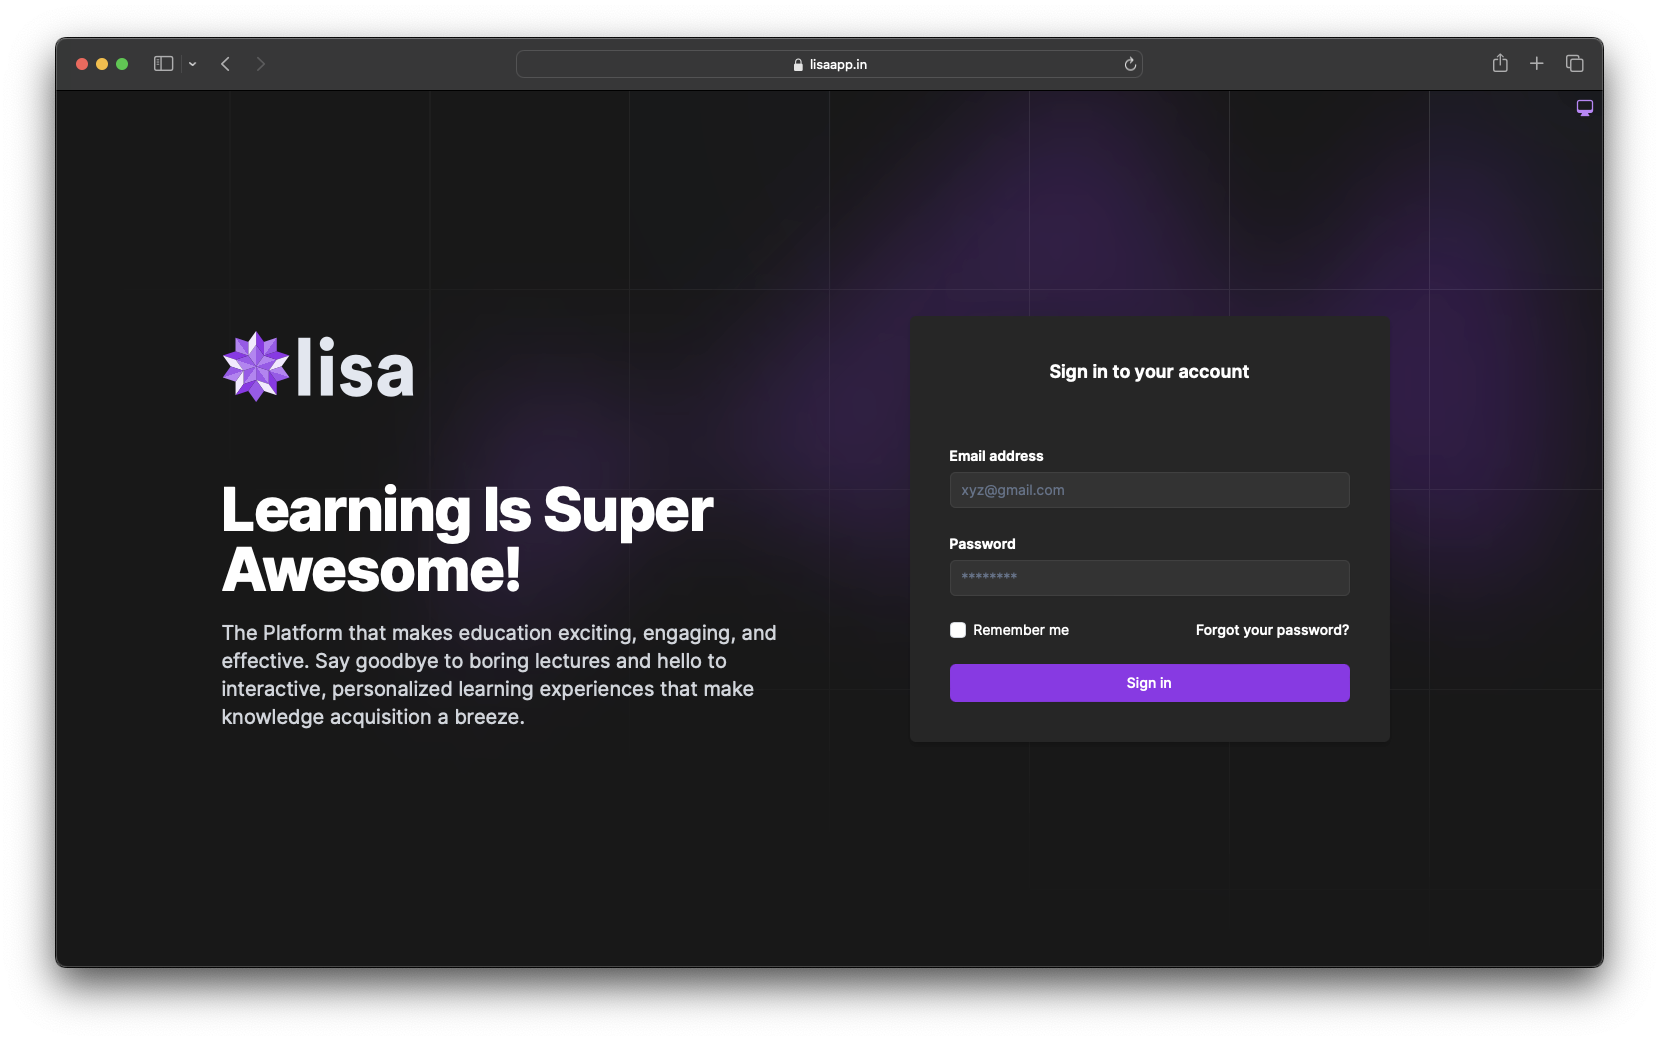 lisaapp.in
lisa
Learning Is Super
Awesome!
The Platform that makes education exciting, engaging, and
effective. Say goodbye to boring lectures and hello to
interactive, personalized learning experiences that make
knowledge acquisition a breeze.
Sign in to your account
Email address
xyz@gmail.com
Password
********
Remember me
Forgot your password?
Sign in